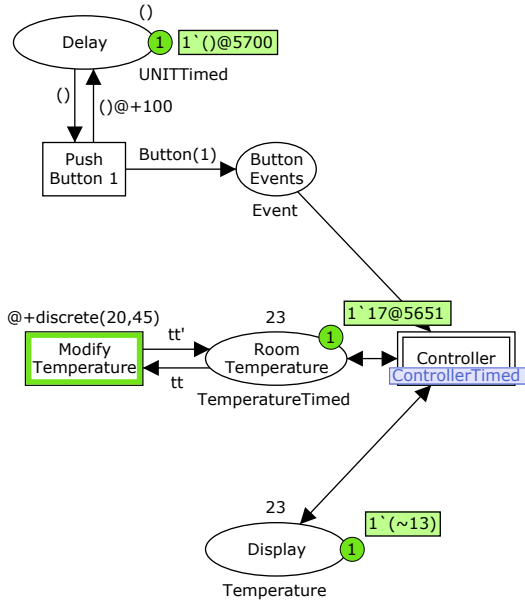 ()
Delay
1
1`()@5700
UNITTimed
()
()@+100
Push
Button 1
Button(1)
Button
Events
Event
@+discrete(20,45)
tt'
23
1`17@5651
1
Modify
Temperature
Room
Temperature
Controller
ControllerTimed
tt
TemperatureTimed
23
1`(~13)
Display
1
Temperature